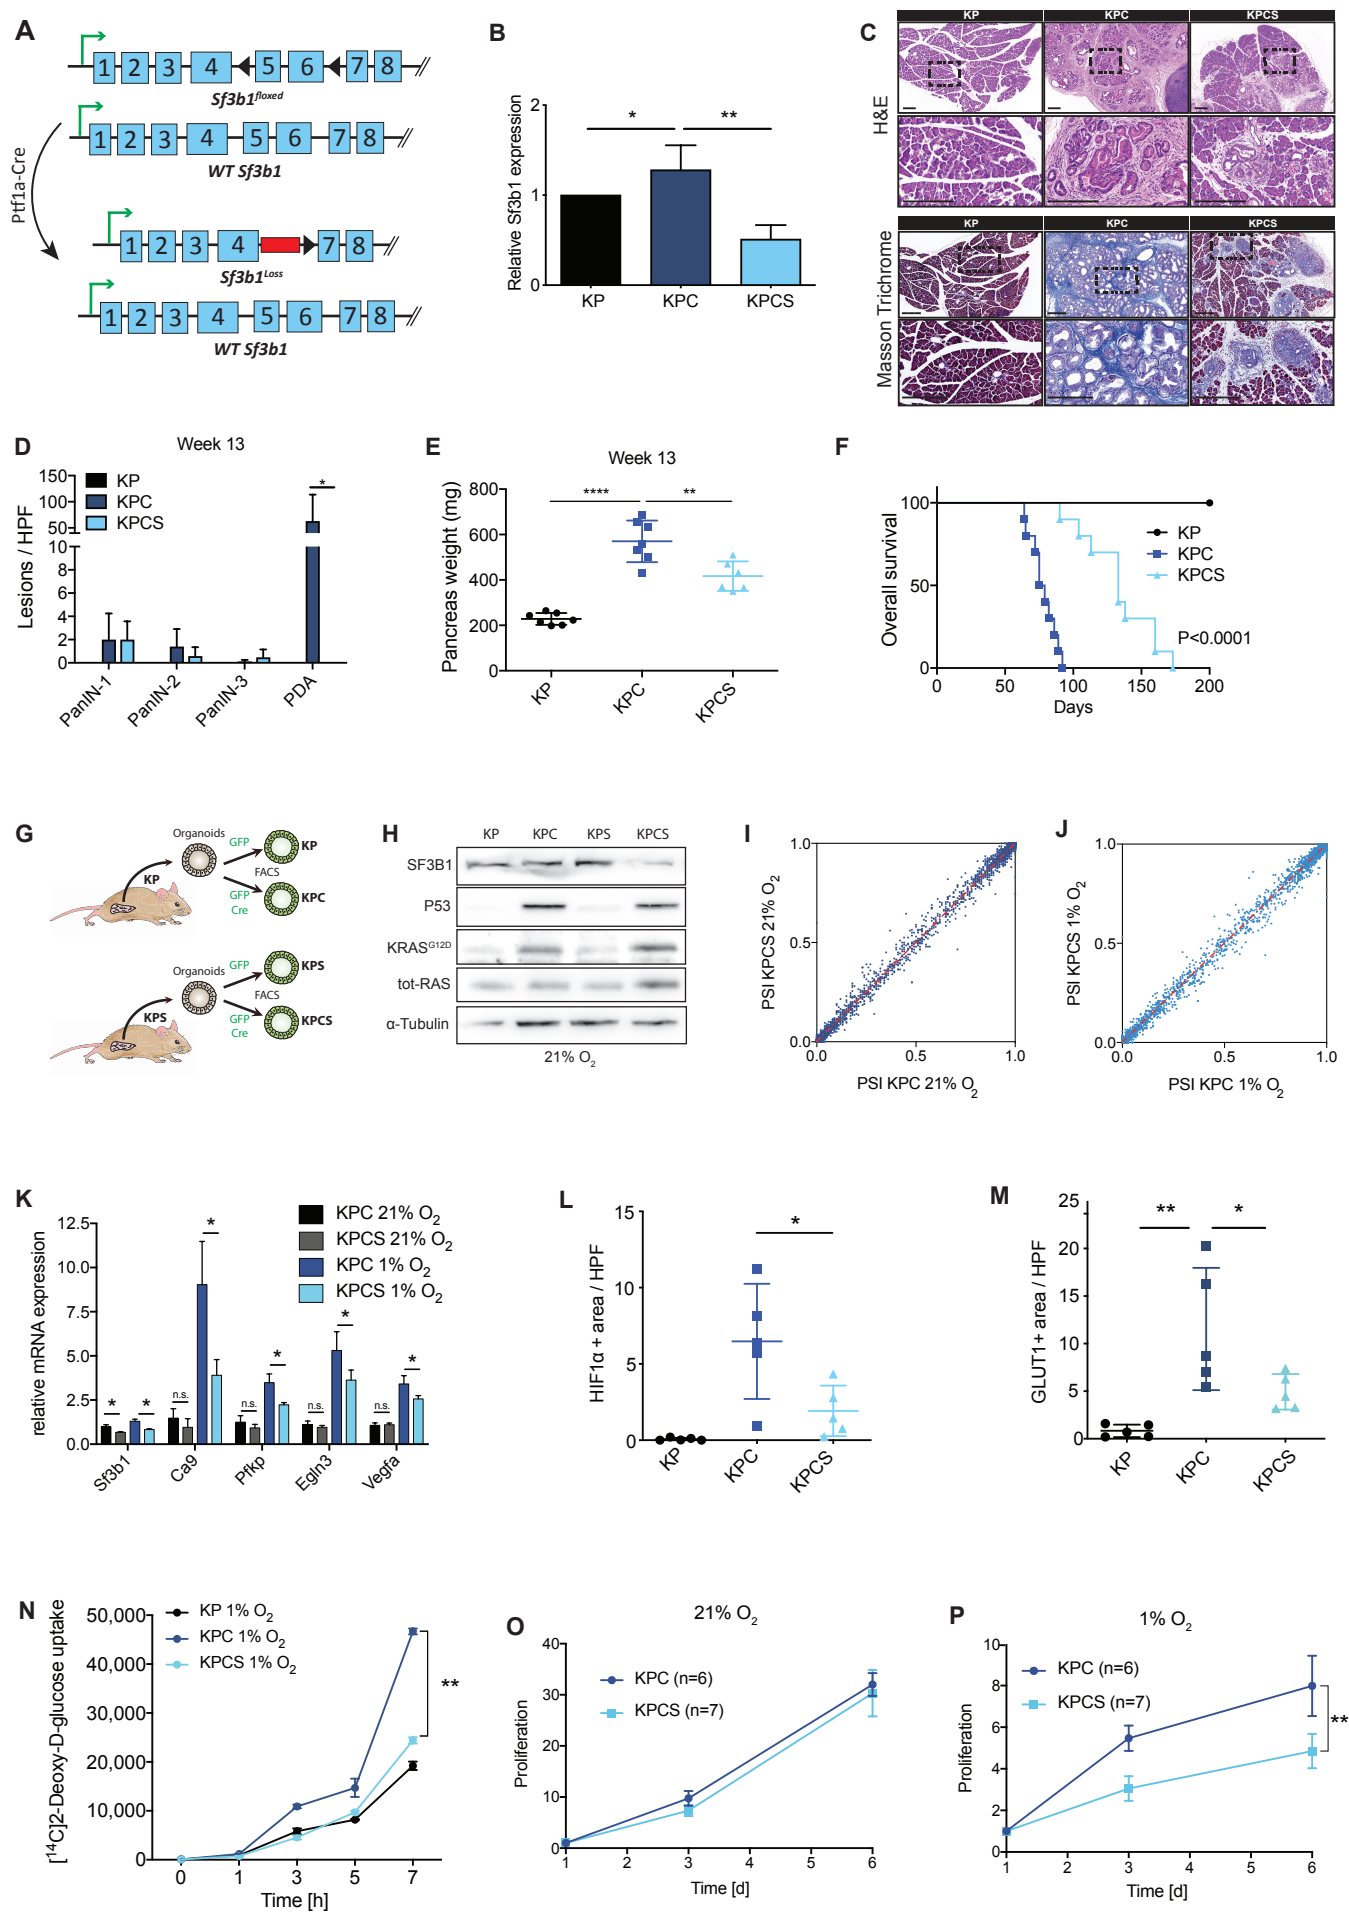 A
1 2 3 4 5 6 7 8 //
Sf3b1floxed
1 2 3 4 5 6 7 8 //
WT Sf3b1
Ptf1a-Cre
1 2 3 4 7 8 //
Sf3b1Loss
1 2 3 4 5 6 7 8 //
WT Sf3b1
B
Relative Sf3b1 expression
2
1
0
* **
KP KPC KPCS
C
KP KPC KPCS
H&E
KP KPC KPCS
Masson Trichrome
D
Week 13
Lesions / HPF
150
100
50
10
8
6
4
2
0
KP
KPC
KPCS
*
PanIN-1 PanIN-2 PanIN-3 PDA
E
Week 13
Pancreas weight (mg)
800
600
400
200
0
**** **
KP KPC KPCS
F
Overall survival
100
50
0
KP
KPC
KPCS
P<0.0001
0 50 100 150 200
Days
G
Organoids
GFP
KP
KP
FACS
GFP
Cre
KPC
Organoids
GFP
KPS
KPS
FACS
GFP
Cre
KPCS
H
KP KPC KPS KPCS
SF3B1
P53
KRASG12D
tot-RAS
α-Tubulin
21% O2
I
PSI KPCS 21% O2
1.0
0.5
0.0
0.0 0.5 1.0
PSI KPC 21% O2
J
PSI KPCS 1% O2
1.0
0.5
0.0
0.0 0.5 1.0
PSI KPC 1% O2
K
relative mRNA expression
12.5
10.0
7.5
5.0
2.5
0.0
KPC 21% O2
KPCS 21% O2
KPC 1% O2
KPCS 1% O2
* * n.s. * n.s. * n.s. * n.s. *
Sf3b1 Ca9 Pfkp Egln3 Vegfa
L
HIF1α + area / HPF
15
10
5
0
*
KP KPC KPCS
M
GLUT1+ area / HPF
25
20
15
10
5
0
** *
KP KPC KPCS
N
[14C]2-Deoxy-D-glucose uptake
50,000
40,000
30,000
20,000
10,000
0
KP 1% O2
KPC 1% O2
KPCS 1% O2
**
0 1 3 5 7
Time [h]
O
21% O2
Proliferation
40
30
20
10
0
KPC (n=6)
KPCS (n=7)
1 2 3 4 5 6
Time [d]
P
1% O2
Proliferation
10
8
6
4
2
0
KPC (n=6)
KPCS (n=7)
**
1 2 3 4 5 6
Time [d]